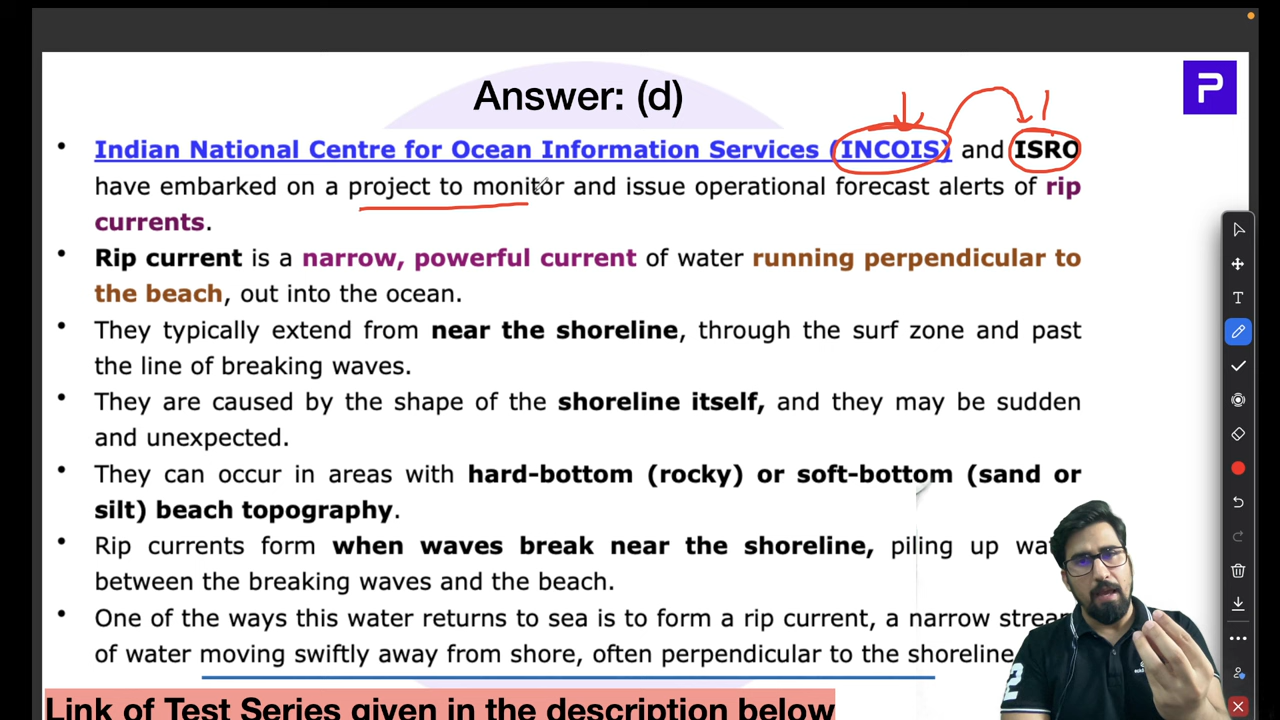 Answer: (d)
P
• Indian National Centre for Ocean Information Services (INCOIS) and ISRO
have embarked on a project to monitor and issue operational forecast alerts of rip
currents.
• Rip current is a narrow, powerful current of water running perpendicular to
the beach, out into the ocean.
• They typically extend from near the shoreline, through the surf zone and past
the line of breaking waves.
• They are caused by the shape of the shoreline itself, and they may be sudden
and unexpected.
• They can occur in areas with hard-bottom (rocky) or soft-bottom (sand or
silt) beach topography.
• Rip currents form when waves break near the shoreline, piling up
between the breaking waves and the beach.
• One of the ways this water returns to sea is to form a rip current, a narrow
of water moving swiftly away from shore, often perpendicular to the shoreline
Link of Test Series given in the description below
T
2